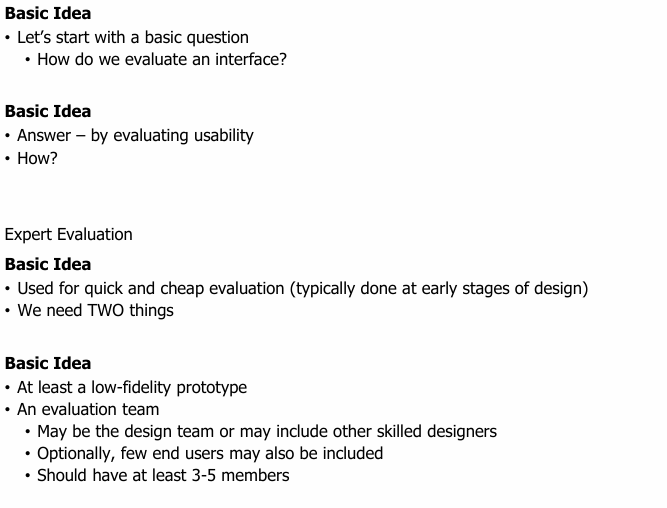 Basic Idea
• Let’s start with a basic question
• How do we evaluate an interface?
Basic Idea
• Answer – by evaluating usability
• How?
Expert Evaluation
Basic Idea
• Used for quick and cheap evaluation (typically done at early stages of design)
• We need TWO things
Basic Idea
• At least a low-fidelity prototype
• An evaluation team
• May be the design team or may include other skilled designers
• Optionally, few end users may also be included
• Should have at least 3-5 members